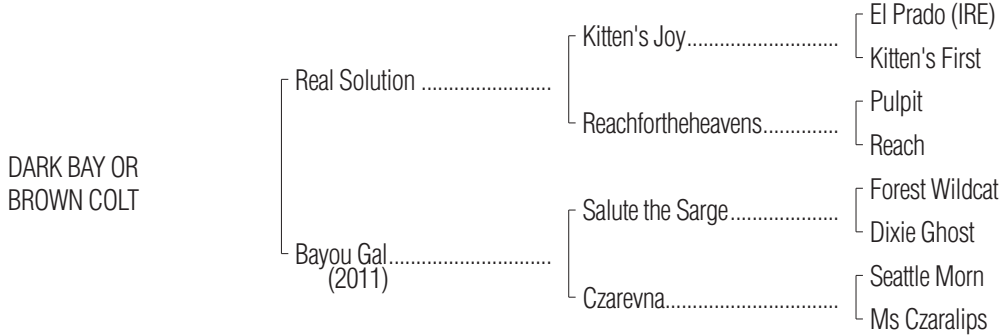 El Prado (IRE)
Kitten's Joy..............................
Kitten's First
Real Solution ..........................
Pulpit
Reachfortheheavens................
Reach
DARK BAY OR
BROWN COLT
Forest Wildcat
Salute the Sarge......................
Dixie Ghost
Bayou Gal................................
(2011)
Seattle Morn
Czarevna..................................
Ms Czaralips